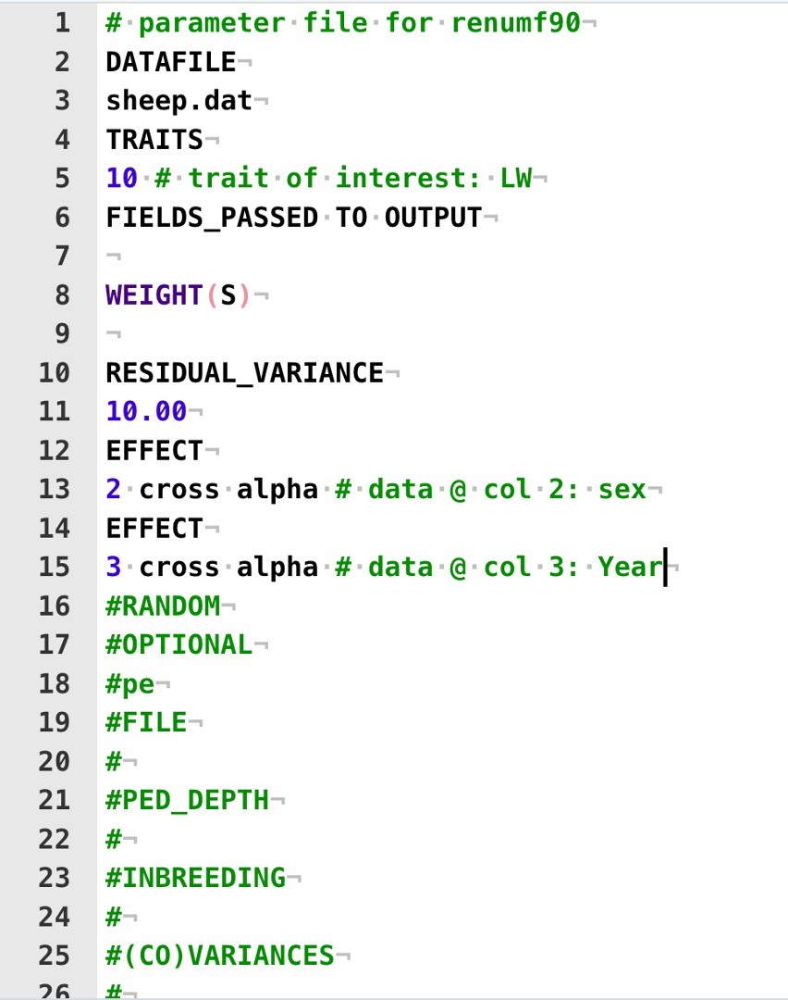 1 # parameter file for renumf90¬
2 DATAFILE¬
3 sheep.dat¬
4 TRAITS¬
5 10 # trait of interest: LW¬
6 FIELDS_PASSED TO OUTPUT¬
7 ¬
8 WEIGHT(S)¬
9 ¬
10 RESIDUAL_VARIANCE¬
11 10.00¬
12 EFFECT¬
13 2 cross alpha # data @ col 2: sex¬
14 EFFECT¬
15 3 cross alpha # data @ col 3: Year¬
16 #RANDOM¬
17 #OPTIONAL¬
18 #pe¬
19 #FILE¬
20 #¬
21 #PED_DEPTH¬
22 #¬
23 #INBREEDING¬
24 #¬
25 #(CO)VARIANCES¬
26 #¬